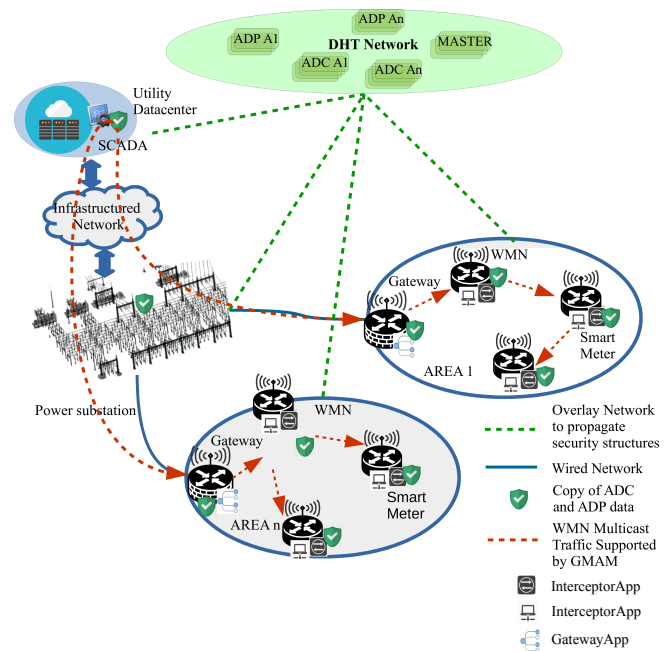 ADP An
ADP A1
DHT Network
MASTER
ADC A1
ADC An
Utility
Datacenter
SCADA
Infrastructured
Network
WMN
Gateway
Smart
Meter
AREA 1
Power substation
WMN
Gateway
Smart
Meter
AREA n
Overlay Network
to propagate
security structures
Wired Network
Copy of ADC
and ADP data
WMN Multicast
Traffic Supported
by GMAM
InterceptorApp
InterceptorApp
GatewayApp